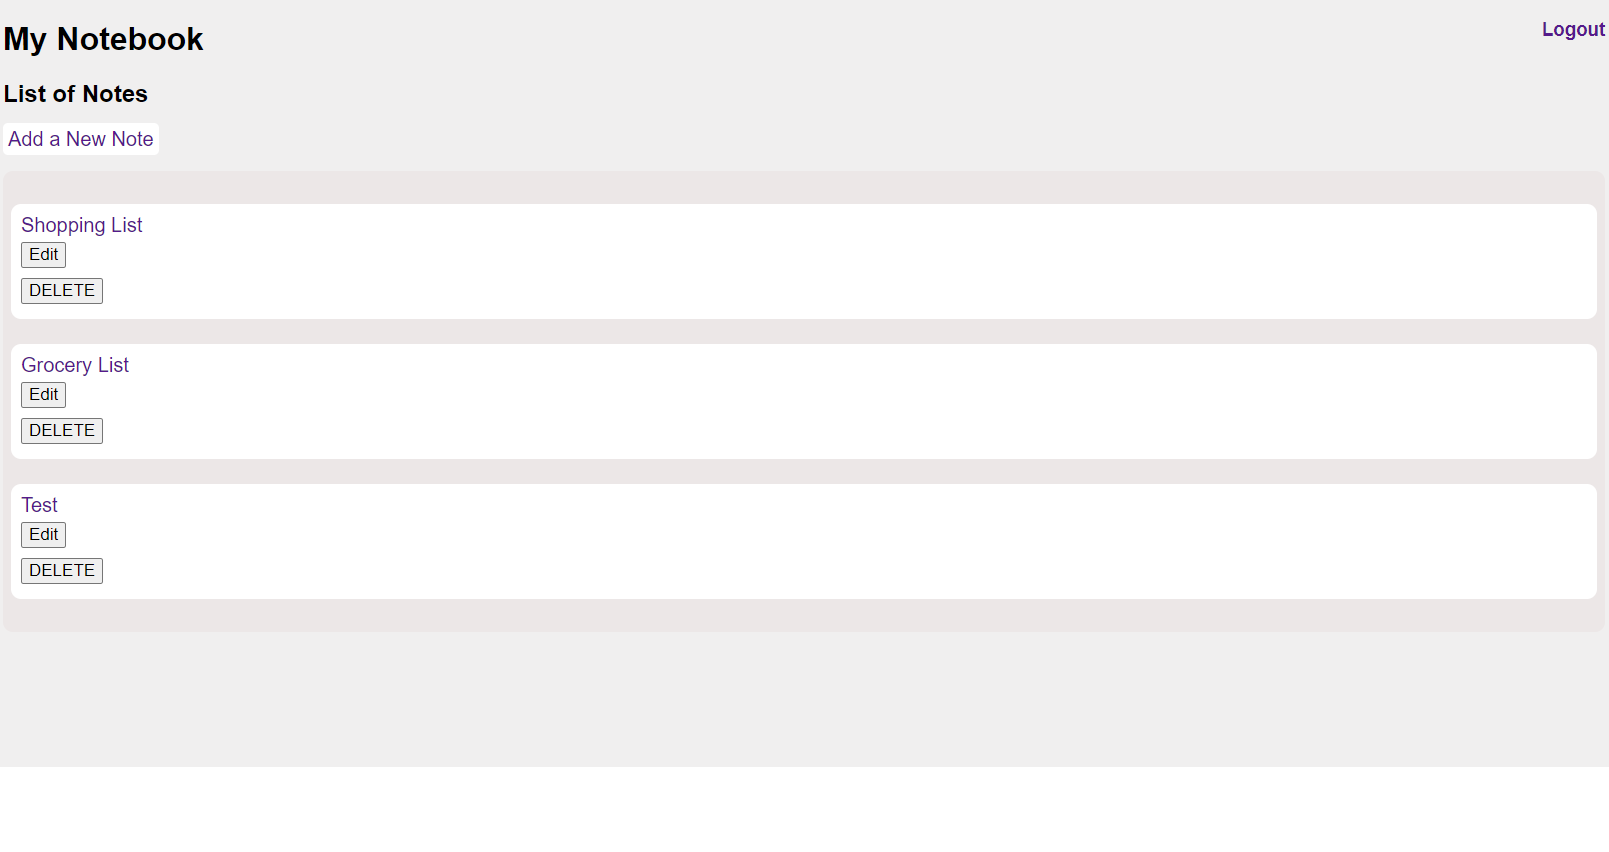 My Notebook
Logout
List of Notes
Add a New Note
Shopping List
Edit
DELETE
Grocery List
Edit
DELETE
Test
Edit
DELETE